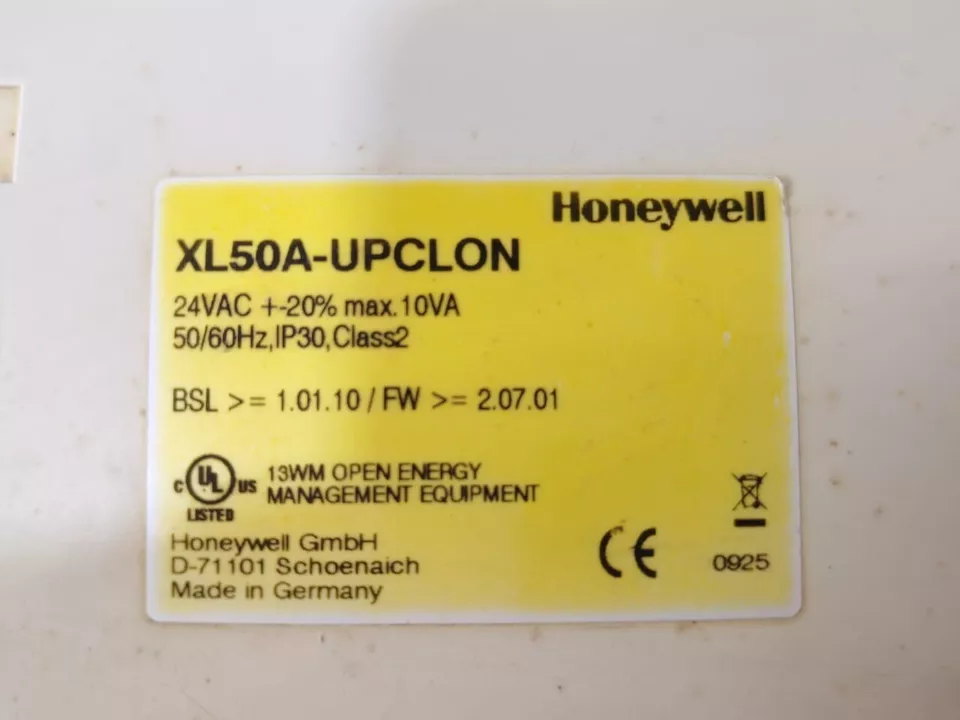 Honeywell
XL50A-UPCLON
24VAC +-20% max.10VA
50/60Hz,IP30,Class2
BSL >= 1.01.10 / FW >= 2.07.01
C UL US LISTED
13WM OPEN ENERGY
MANAGEMENT EQUIPMENT
Honeywell GmbH
D-71101 Schoenaich
Made in Germany
CE
0925